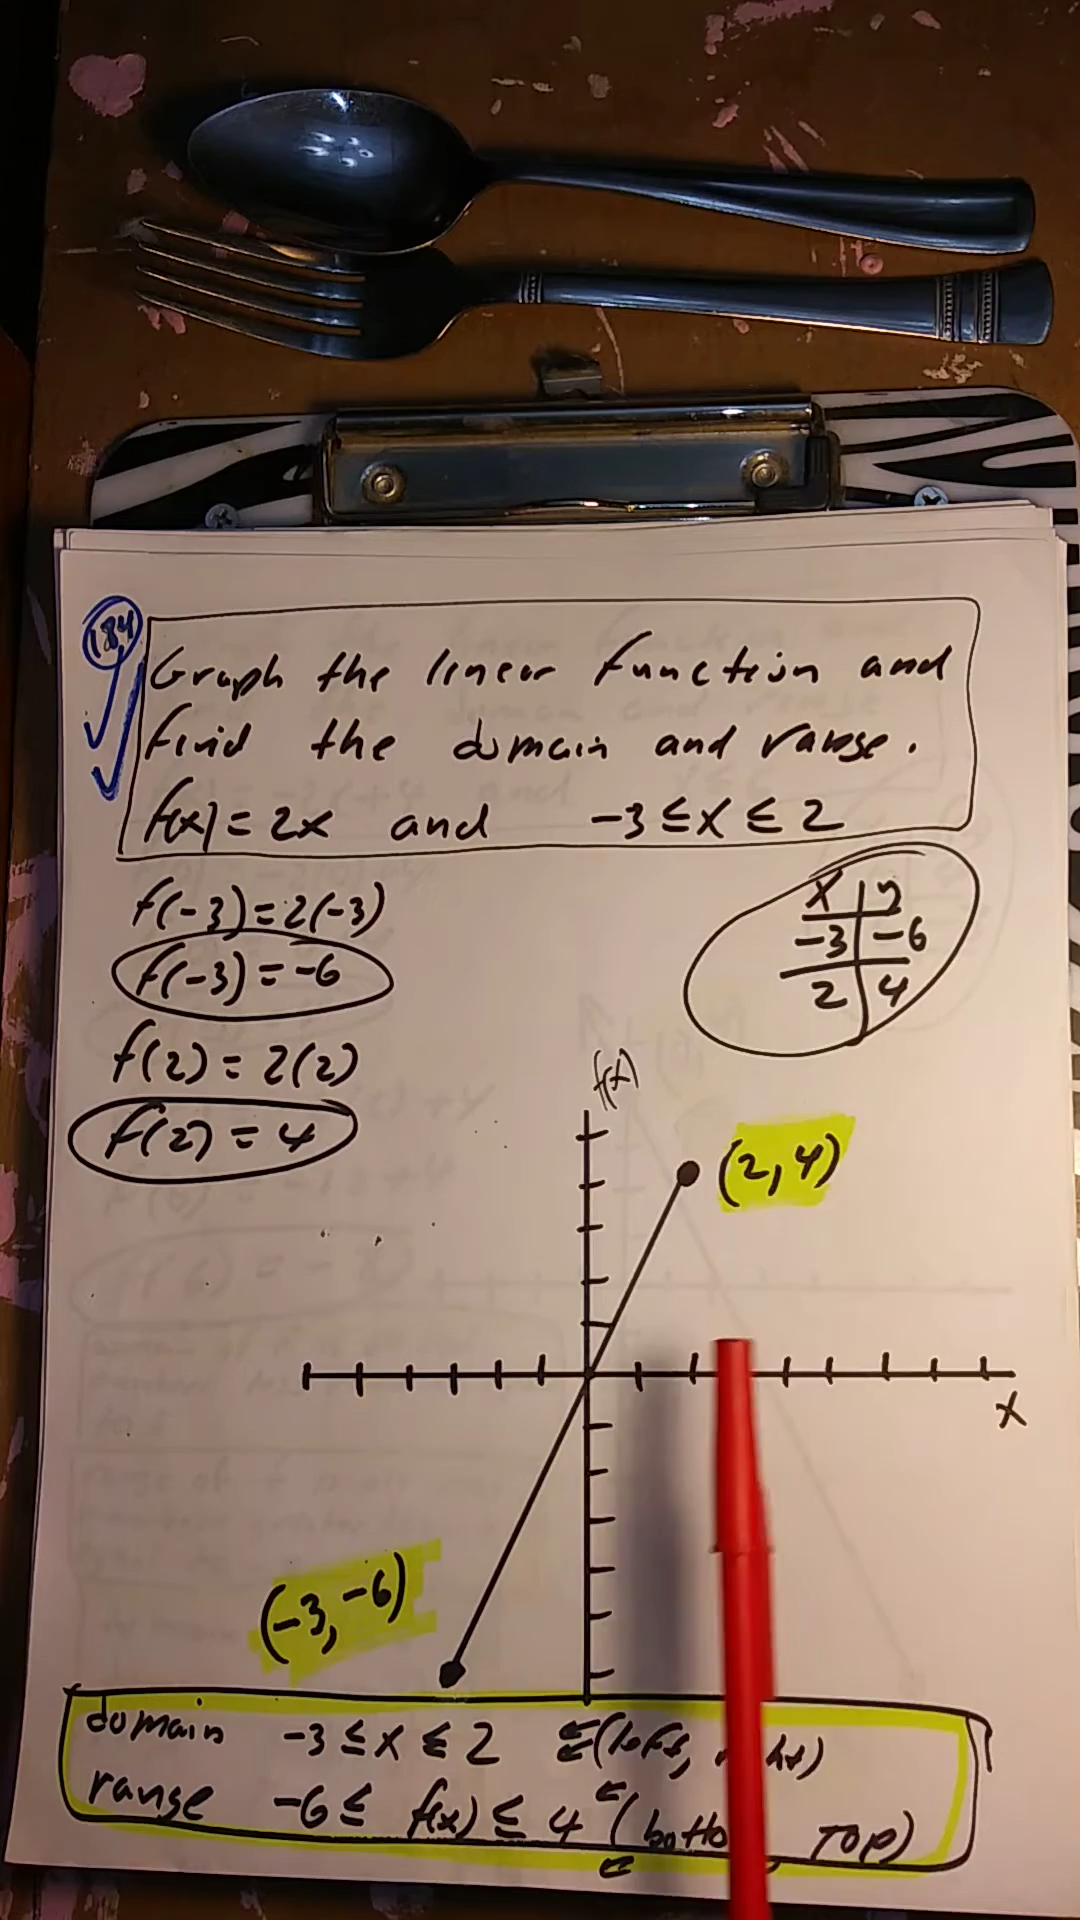 184
Graph the linear function and
find the domain and range.
f(x) = 2x and -3 ≤ x ≤ 2
f(-3) = 2(-3)
f(-3) = -6
f(2) = 2(2)
f(2) = 4
x y
-3 -6
2 4
f(x)
(2, 4)
x
(-3, -6)
domain -3 ≤ x ≤ 2 ⇐ (left,
range -6 ≤ f(x) ≤ 4 ( TOP)